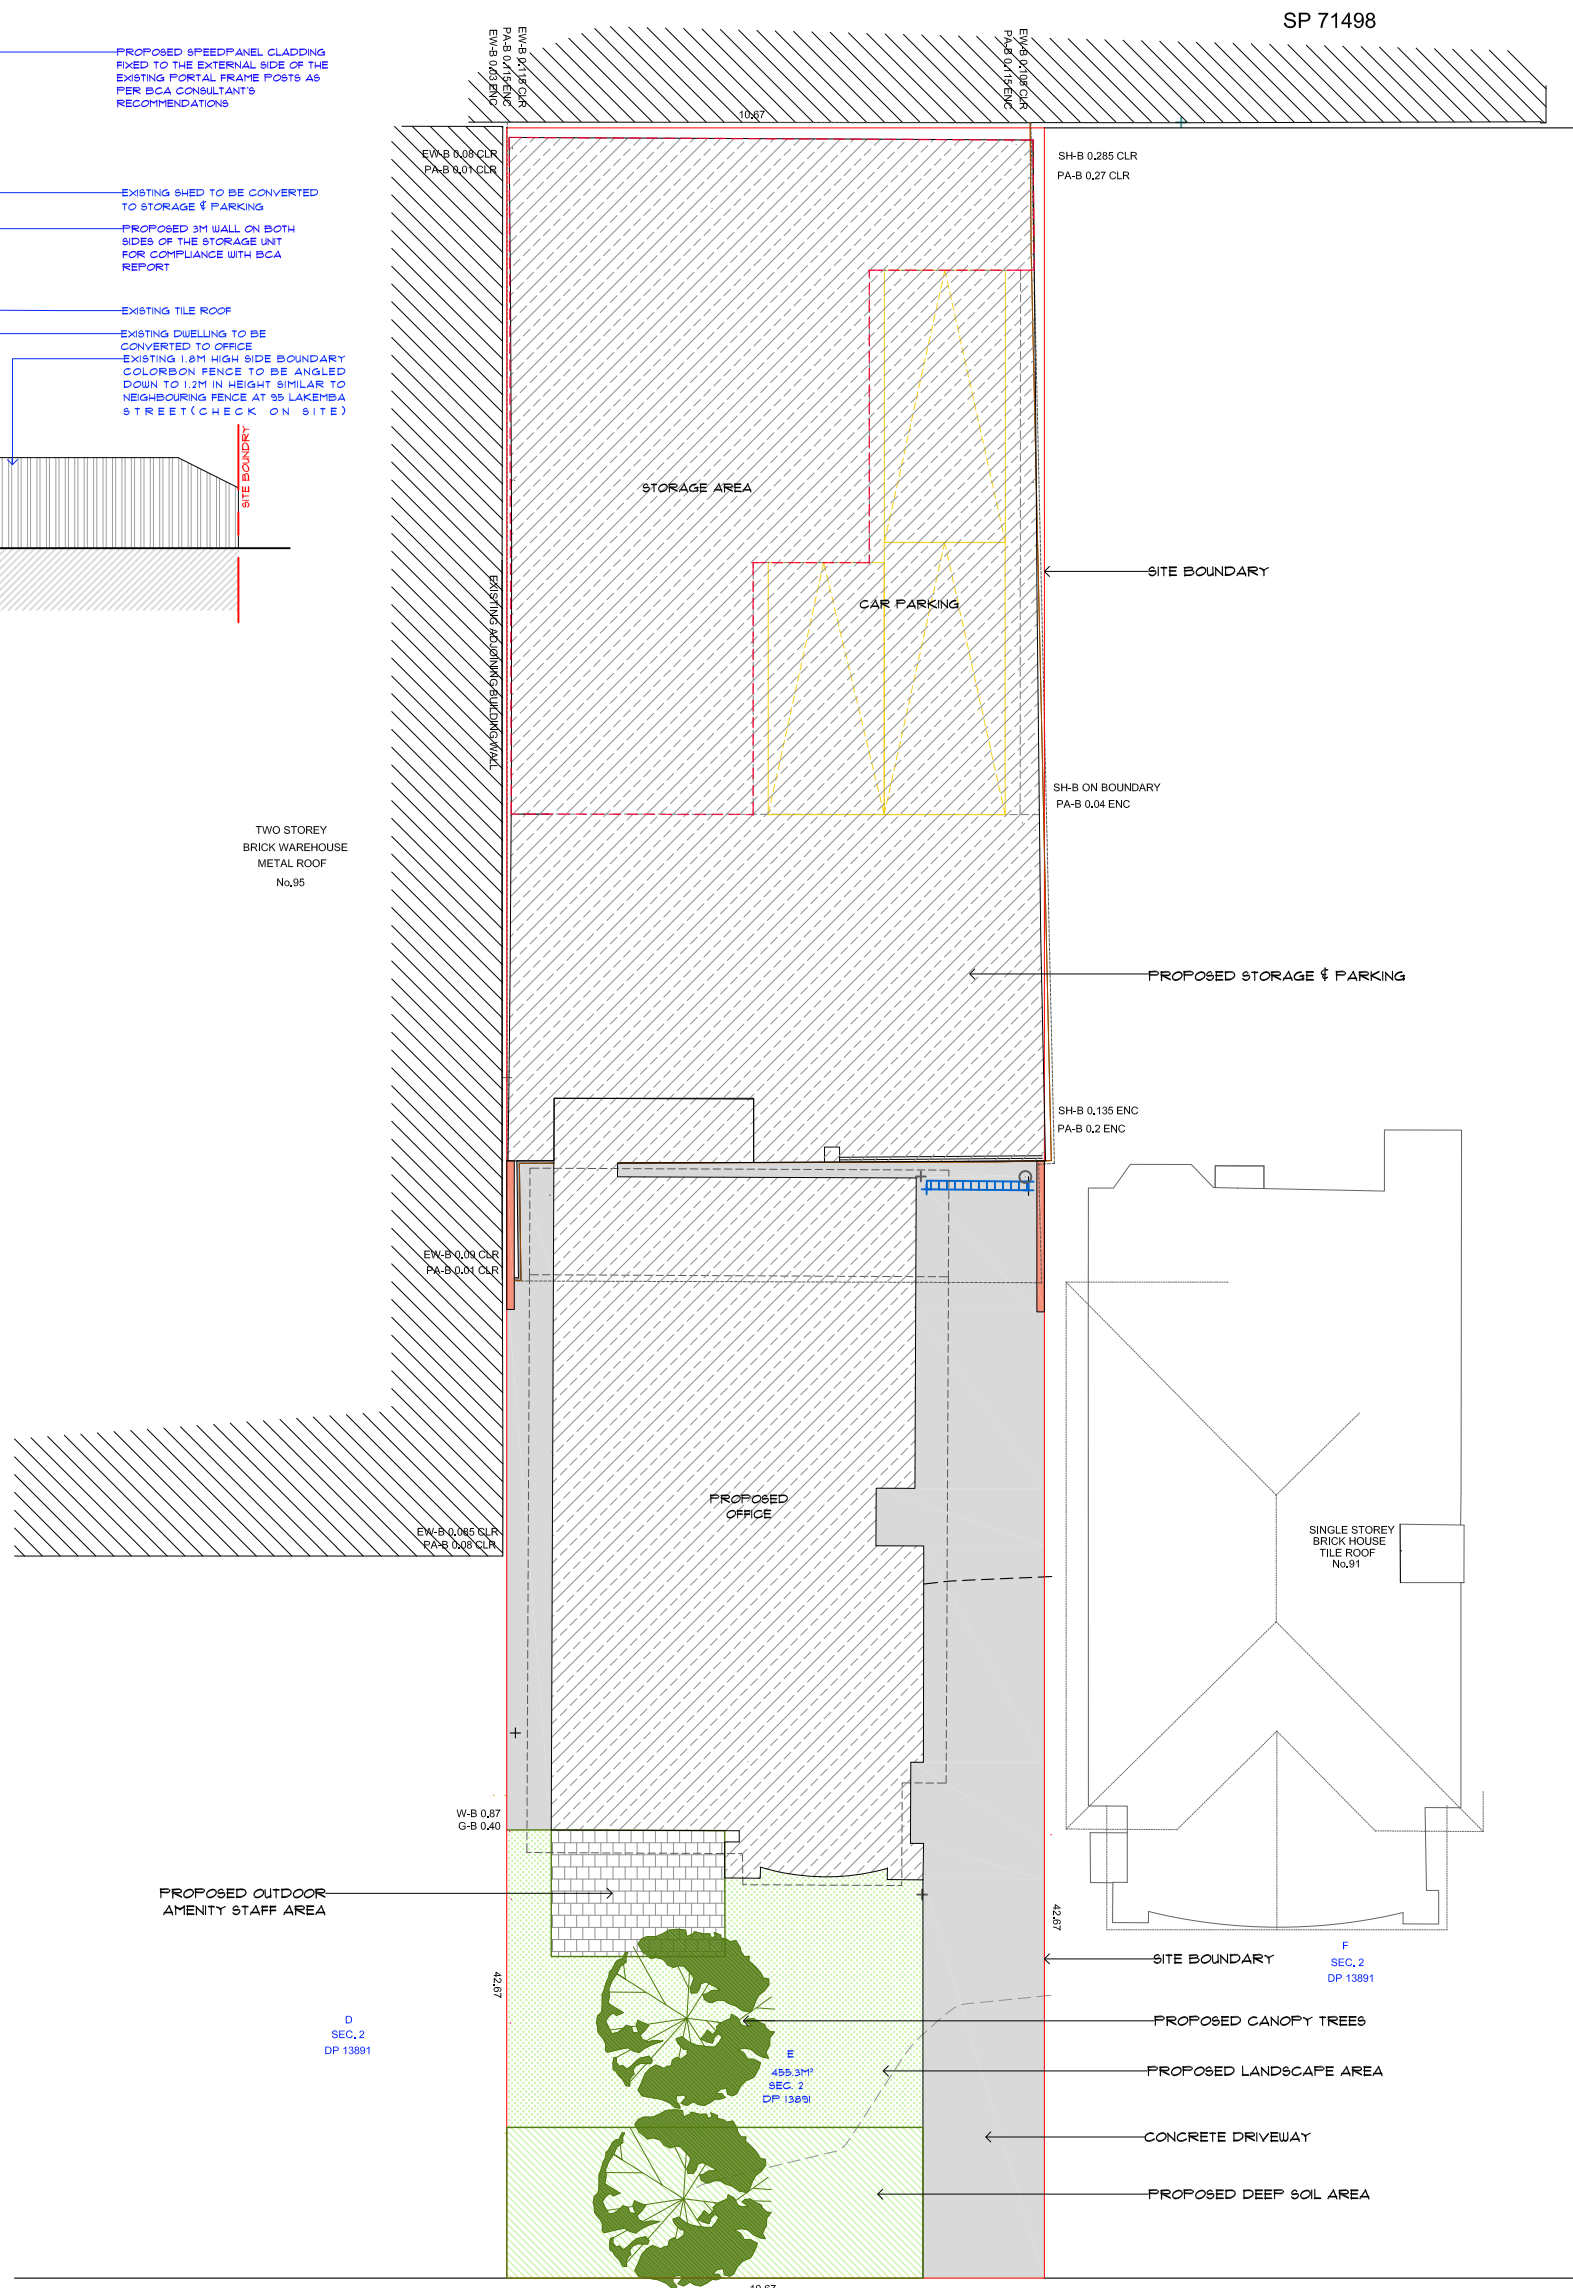 SP 71498
PROPOSED SPEEDPANEL CLADDING
FIXED TO THE EXTERNAL SIDE OF THE
EXISTING PORTAL FRAME POSTS AS
PER BCA CONSULTANT'S
RECOMMENDATIONS
EW-B 0.03 ENC
PA-B 0.115 ENC
EW-B 0.115 CLR
PA-B 0.115 ENC
EW-B 0.105 CLR
10.67
EW-B 0.08 CLR
PA-B 0.01 CLR
SH-B 0.285 CLR
PA-B 0.27 CLR
EXISTING SHED TO BE CONVERTED
TO STORAGE & PARKING
PROPOSED 3M WALL ON BOTH
SIDES OF THE STORAGE UNIT
FOR COMPLIANCE WITH BCA
REPORT
EXISTING TILE ROOF
EXISTING DWELLING TO BE
CONVERTED TO OFFICE
EXISTING 1.8M HIGH SIDE BOUNDARY
COLORBON FENCE TO BE ANGLED
DOWN TO 1.2M IN HEIGHT SIMILAR TO
NEIGHBOURING FENCE AT 95 LAKEMBA
STREET(CHECK ON SITE)
SITE BOUNDRY
STORAGE AREA
SITE BOUNDARY
CAR PARKING
EXISTING ADJOINING BUILDING WALL
SH-B ON BOUNDARY
PA-B 0.04 ENC
TWO STOREY
BRICK WAREHOUSE
METAL ROOF
No.95
PROPOSED STORAGE & PARKING
SH-B 0.135 ENC
PA-B 0.2 ENC
EW-B 0.09 CLR
PA-B 0.01 CLR
PROPOSED
OFFICE
EW-B 0.085 CLR
PA-B 0.08 CLR
SINGLE STOREY
BRICK HOUSE
TILE ROOF
No.91
W-B 0.87
G-B 0.40
PROPOSED OUTDOOR
AMENITY STAFF AREA
42.67
42.67
SITE BOUNDARY
F
SEC. 2
DP 13891
D
SEC. 2
DP 13891
PROPOSED CANOPY TREES
E
455.3M²
SEC. 2
DP 13891
PROPOSED LANDSCAPE AREA
CONCRETE DRIVEWAY
PROPOSED DEEP SOIL AREA
10.67